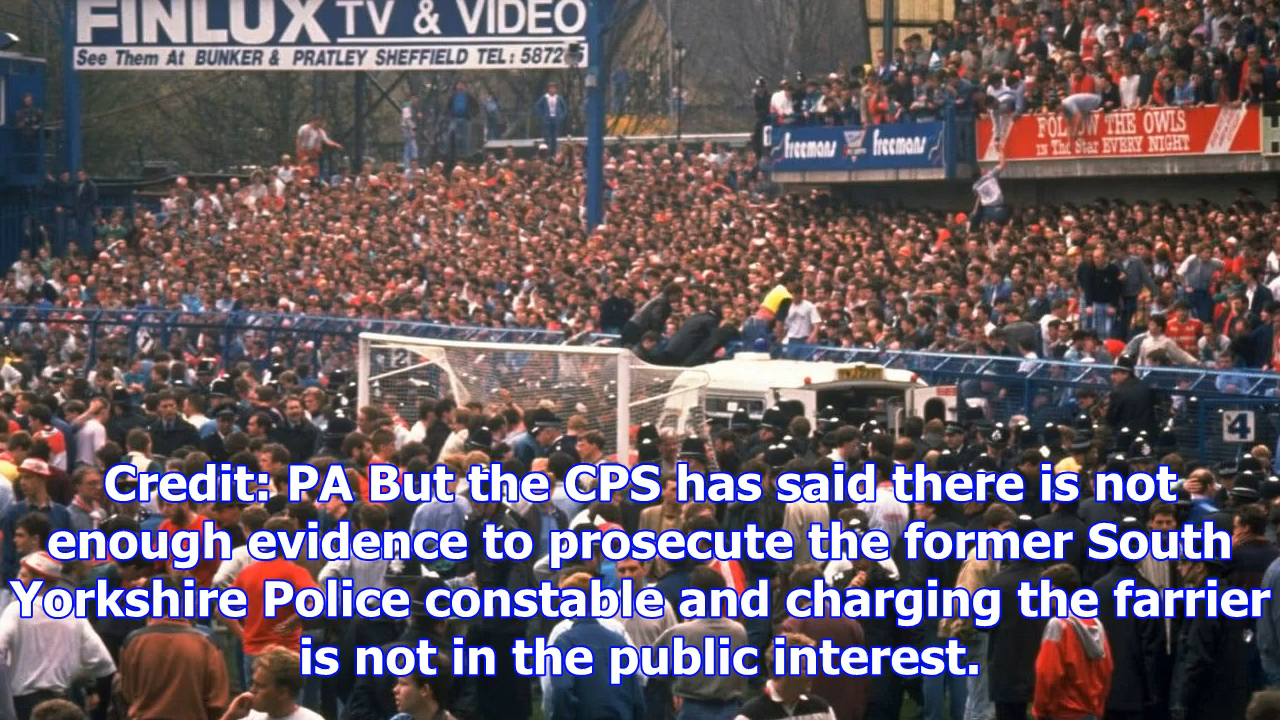 FINLUX TV & VIDEO
See Them At BUNKER & PRATLEY SHEFFIELD TEL:
freemans freemans
FOLLOW THE OWLS
IN The Star EVERY NIGHT
2
4
Credit: PA But the CPS has said there is not
enough evidence to prosecute the former South
Yorkshire Police constable and charging the farrier
is not in the public interest.